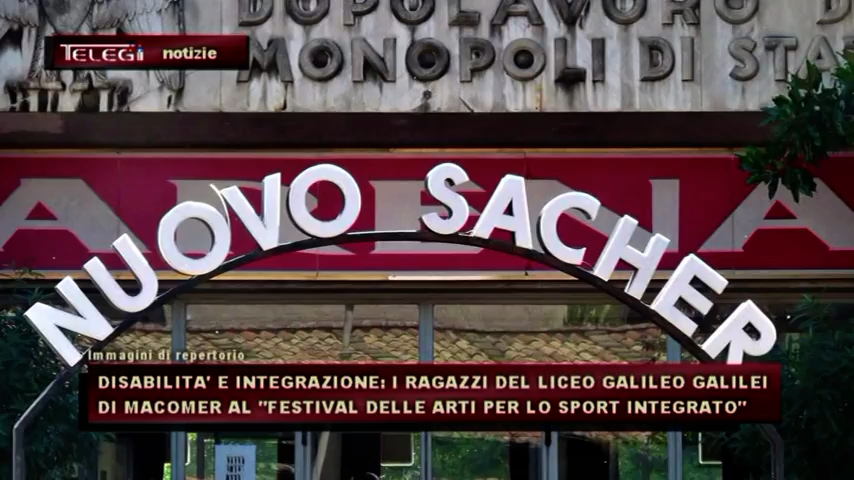 DOPOLAVORO D
MONOPOLI DI STA
TELEGI notizie
ARENA
NUOVO SACHER
Immagini di repertorio
DISABILITA' E INTEGRAZIONE: I RAGAZZI DEL LICEO GALILEO GALILEI
DI MACOMER AL "FESTIVAL DELLE ARTI PER LO SPORT INTEGRATO"